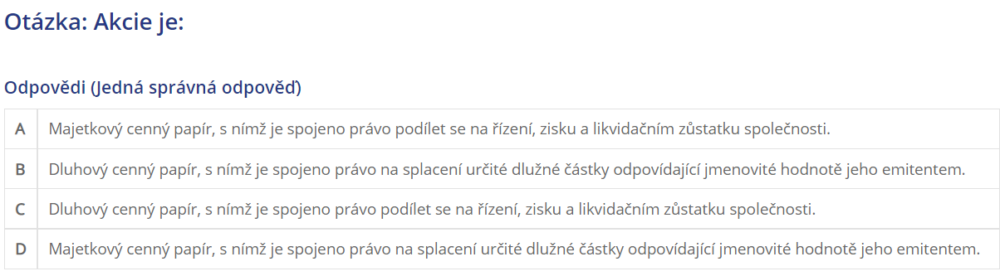 Otázka: Akcie je:
Odpovědi (Jedná správná odpověď)
A Majetkový cenný papír, s nímž je spojeno právo podílet se na řízení, zisku a likvidačním zůstatku společnosti.
B Dluhový cenný papír, s nímž je spojeno právo na splacení určité dlužné částky odpovídající jmenovité hodnotě jeho emitentem.
C Dluhový cenný papír, s nímž je spojeno právo podílet se na řízení, zisku a likvidačním zůstatku společnosti.
D Majetkový cenný papír, s nímž je spojeno právo na splacení určité dlužné částky odpovídající jmenovité hodnotě jeho emitentem.